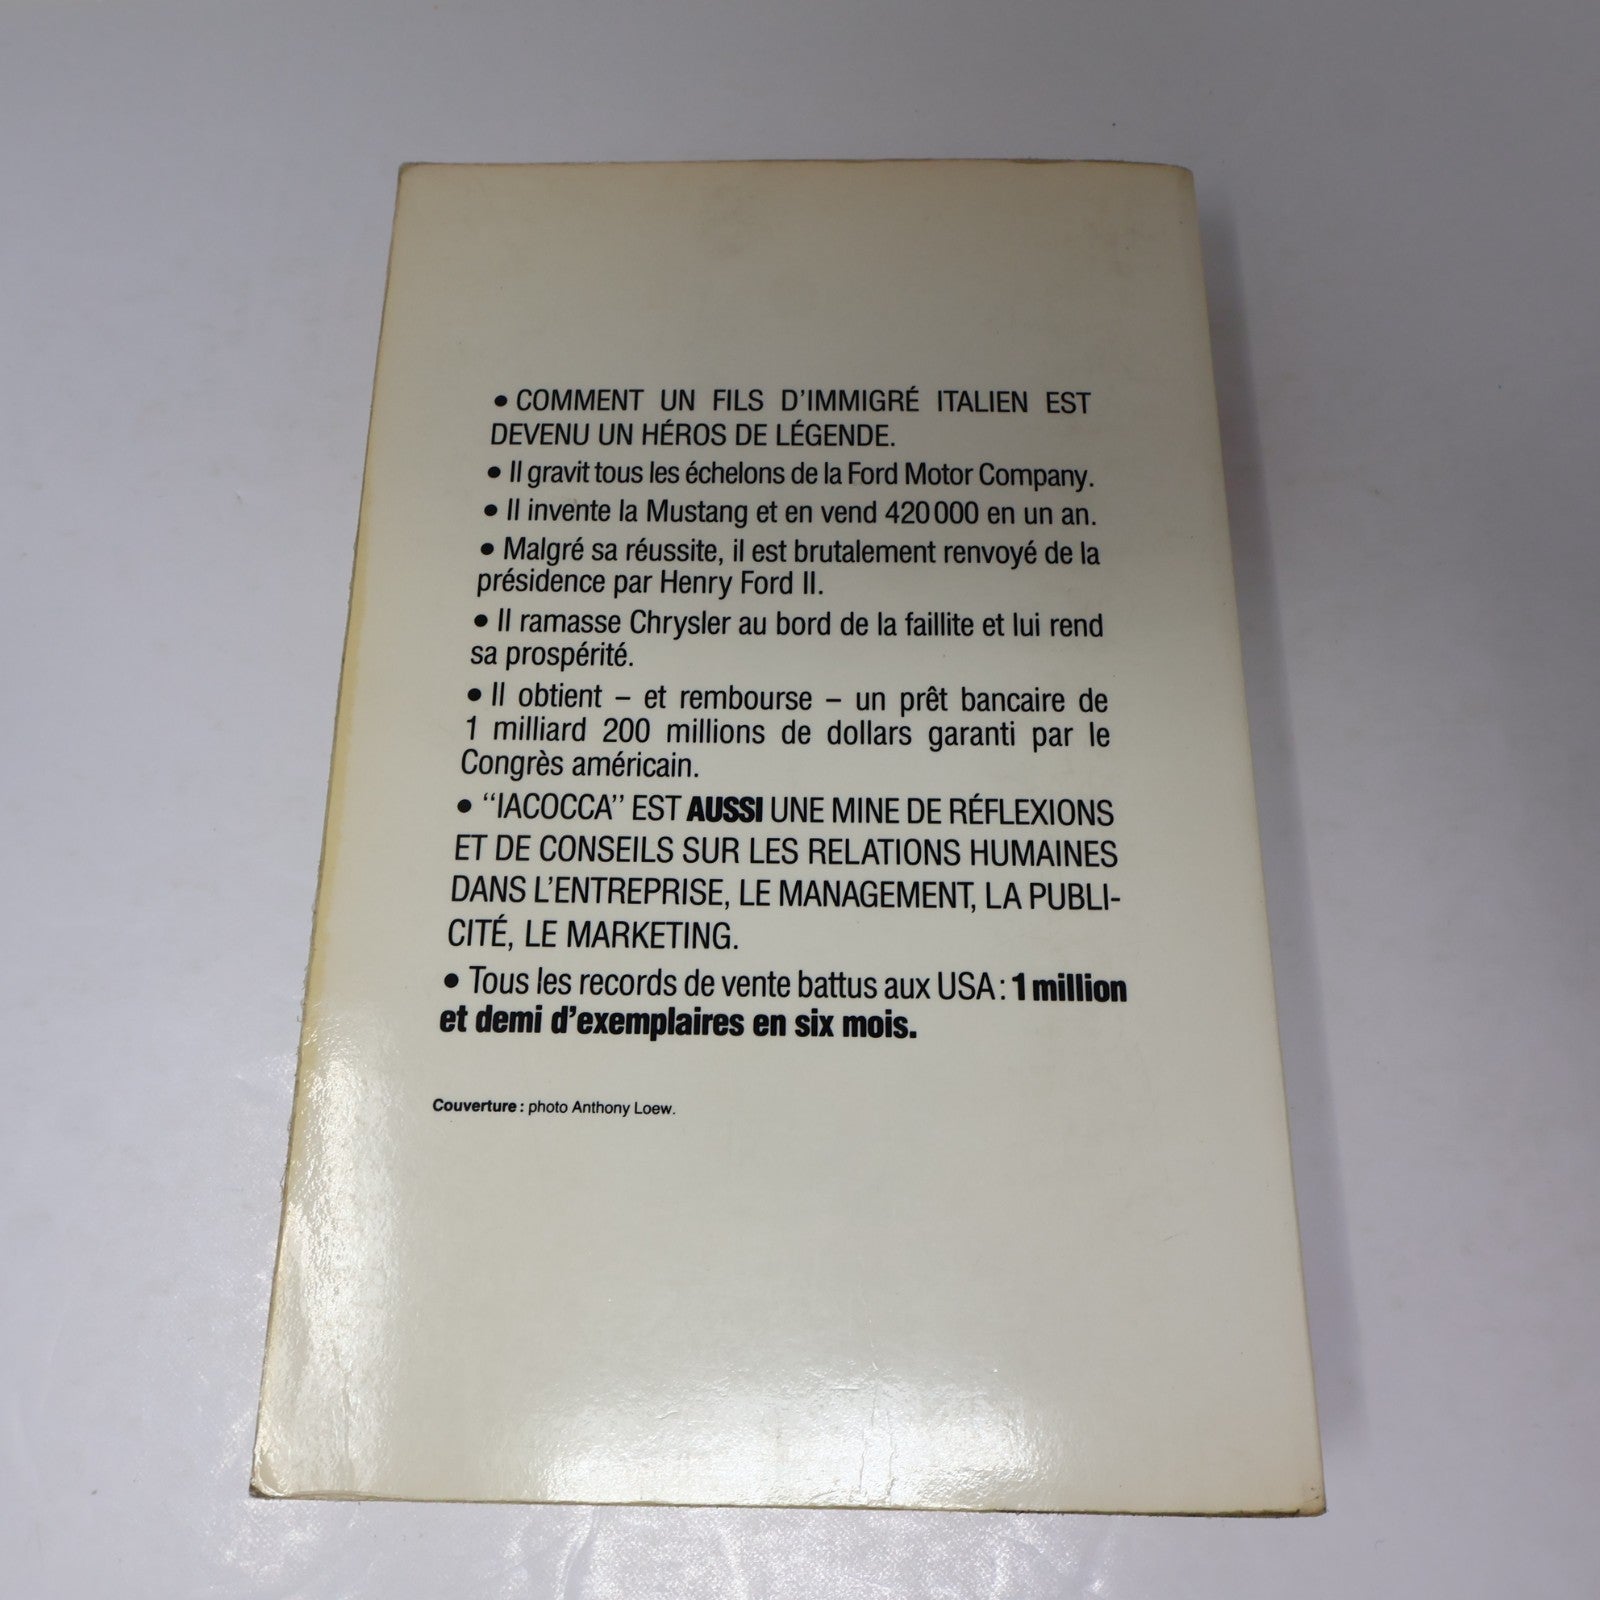 • COMMENT UN FILS D'IMMIGRÉ ITALIEN EST
DEVENU UN HÉROS DE LÉGENDE.
• Il gravit tous les échelons de la Ford Motor Company.
• Il invente la Mustang et en vend 420 000 en un an.
• Malgré sa réussite, il est brutalement renvoyé de la
présidence par Henry Ford II.
• Il ramasse Chrysler au bord de la faillite et lui rend
sa prospérité.
• Il obtient – et rembourse – un prêt bancaire de
1 milliard 200 millions de dollars garanti par le
Congrès américain.
• “IACOCCA” EST AUSSI UNE MINE DE RÉFLEXIONS
ET DE CONSEILS SUR LES RELATIONS HUMAINES
DANS L'ENTREPRISE, LE MANAGEMENT, LA PUBLI-
CITÉ, LE MARKETING.
• Tous les records de vente battus aux USA : 1 million
et demi d'exemplaires en six mois.
Couverture : photo Anthony Loew.